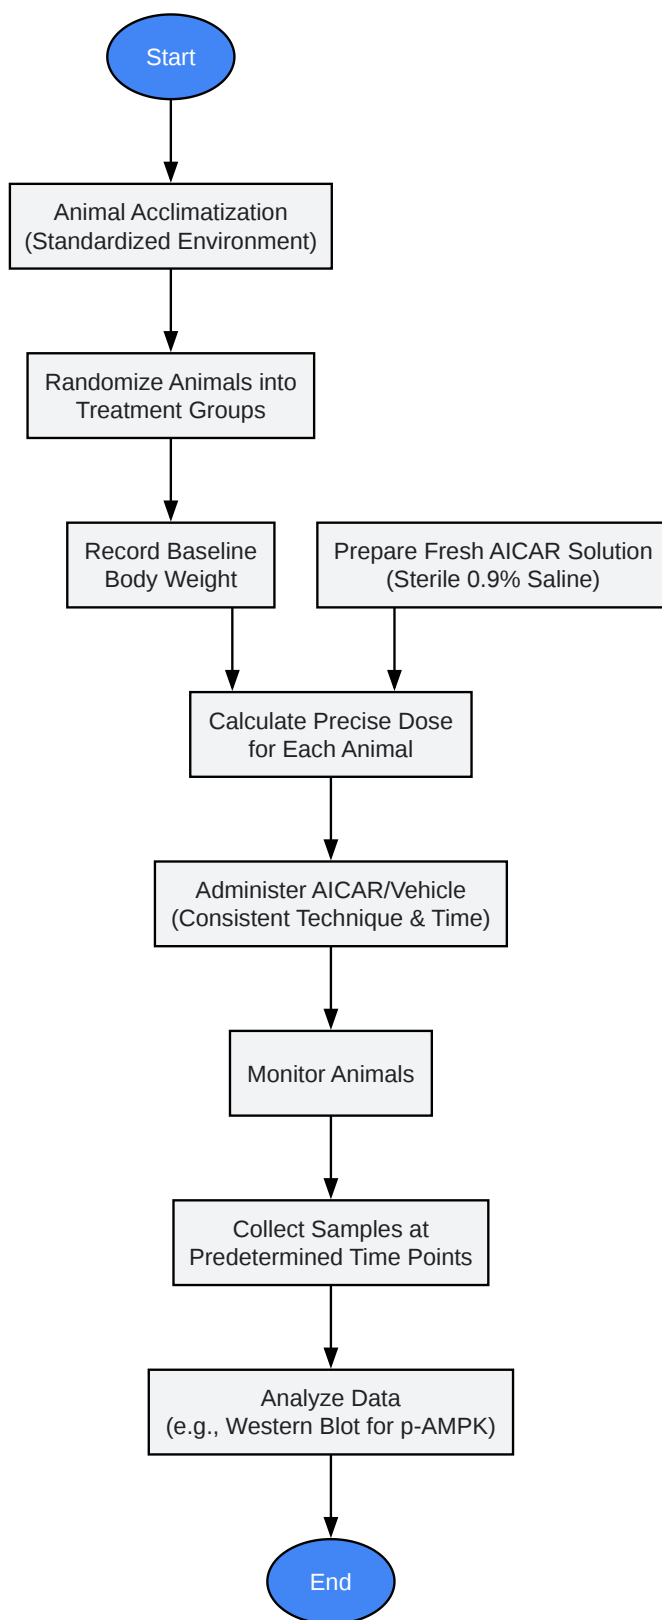 Start
Animal Acclimatization
(Standardized Environment)
Randomize Animals into
Treatment Groups
Record Baseline
Body Weight
Prepare Fresh AICAR Solution
(Sterile 0.9% Saline)
Calculate Precise Dose
for Each Animal
Administer AICAR/Vehicle
(Consistent Technique & Time)
Monitor Animals
Collect Samples at
Predetermined Time Points
Analyze Data
(e.g., Western Blot for p-AMPK)
End